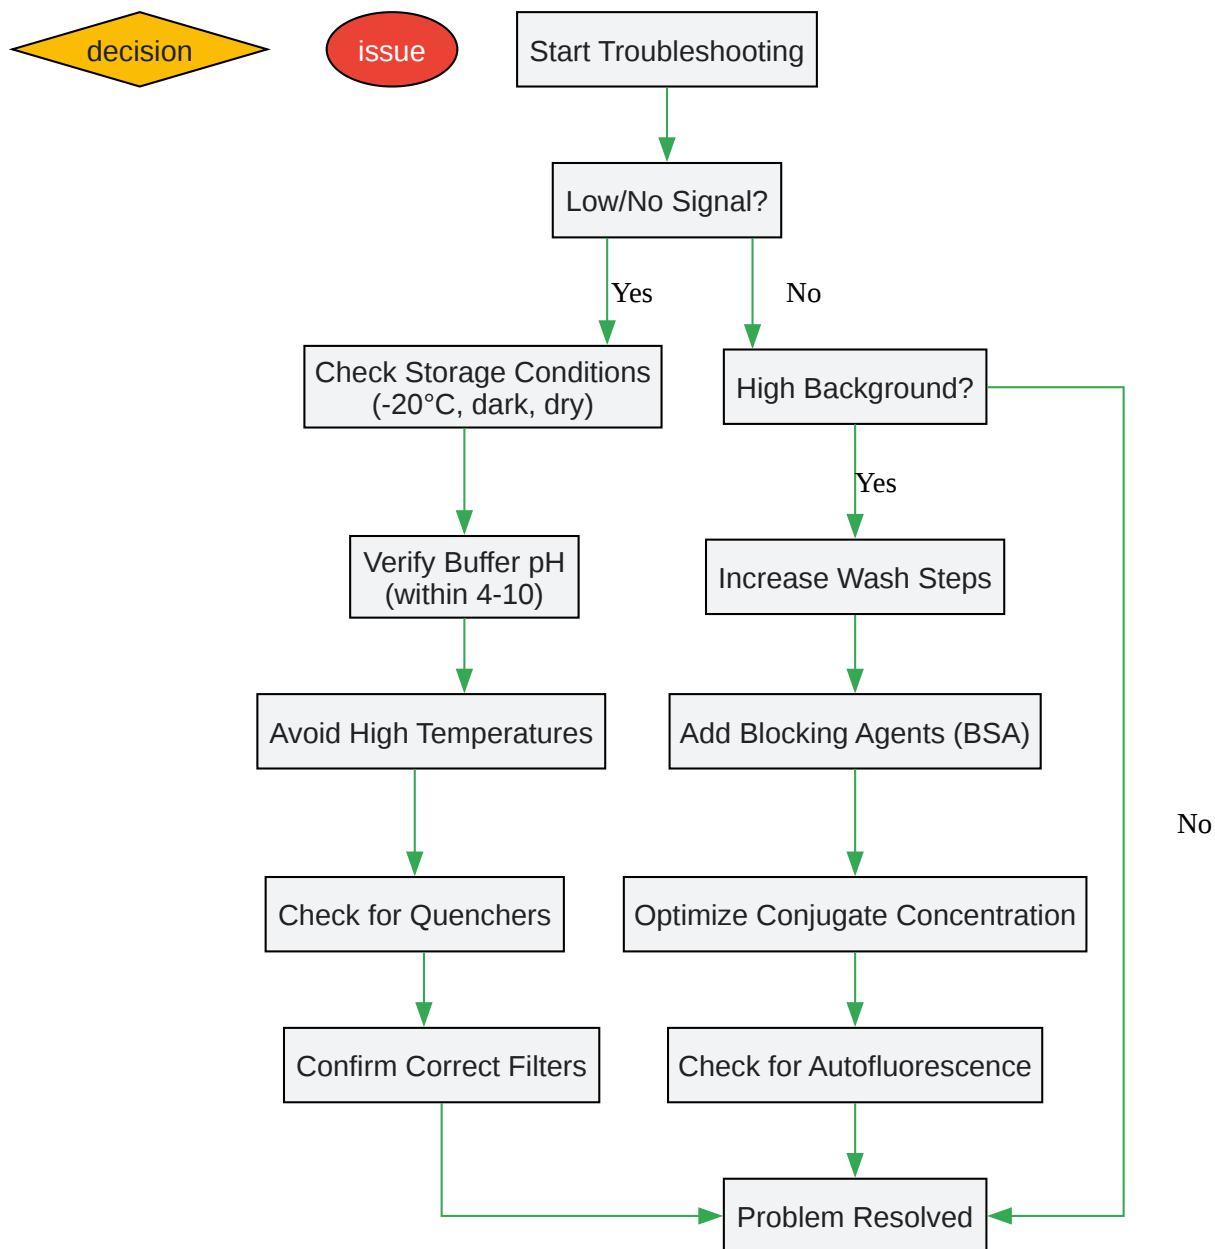 decision
issue
Start Troubleshooting
Low/No Signal?
Yes
No
Check Storage Conditions
(-20°C, dark, dry)
High Background?
Yes
Verify Buffer pH
(within 4-10)
Increase Wash Steps
Avoid High Temperatures
Add Blocking Agents (BSA)
No
Check for Quenchers
Optimize Conjugate Concentration
Confirm Correct Filters
Check for Autofluorescence
Problem Resolved